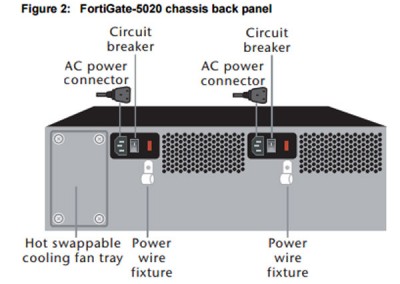 Figure 2: FortiGate-5020 chassis back panel
Circuit
breaker
AC power
connector
Circuit
breaker
AC power
connector
Hot swappable
cooling fan tray
Power
wire
fixture
Power
wire
fixture